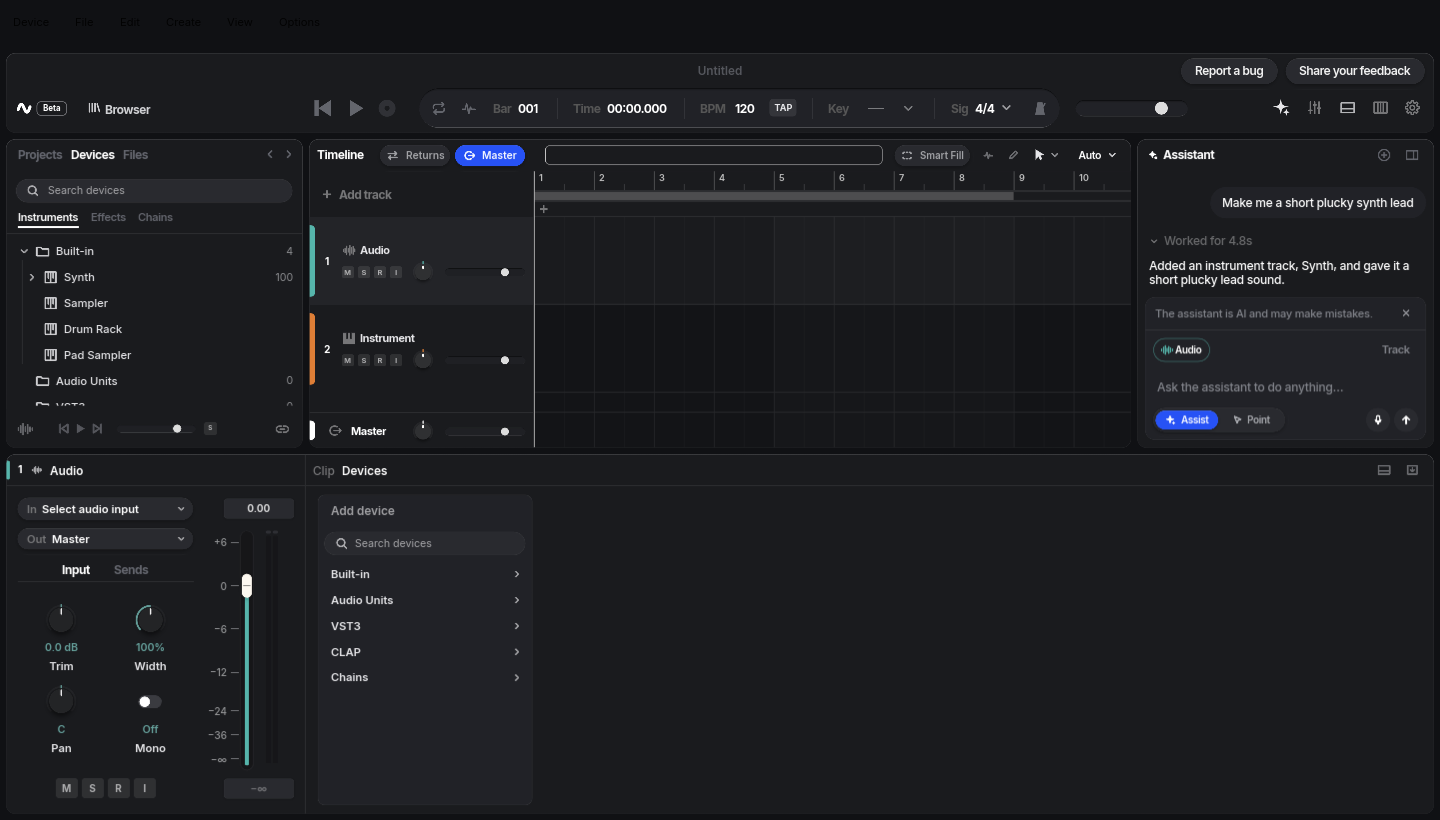 Device File Edit Create View Options
Untitled
Report a bug
Share your feedback
Beta
Browser
Bar 001
Time 00:00.000
BPM 120 TAP
Key —
Sig 4/4
Projects Devices Files
Search devices
Instruments Effects Chains
Built-in 4
Synth 100
Sampler
Drum Rack
Pad Sampler
Audio Units 0
VST3 0
S
Timeline
Returns
Master
Smart Fill
Auto
Add track
1 2 3 4 5 6 7 8 9 10
1 Audio
M S R I
2 Instrument
M S R I
Master
Assistant
Make me a short plucky synth lead
Worked for 4.8s
Added an instrument track, Synth, and gave it a
short plucky lead sound.
The assistant is AI and may make mistakes.
Audio
Track
Ask the assistant to do anything...
Assist
Point
1 Audio
In Select audio input
Out Master
Input Sends
0.0 dB
Trim
100%
Width
C
Pan
Off
Mono
M S R I
0.00
+6
0
−6
−12
−24
−36
−∞
−∞
Clip Devices
Add device
Search devices
Built-in
Audio Units
VST3
CLAP
Chains